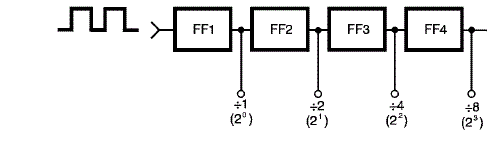 FF1 FF2 FF3 FF4
÷1 ÷2 ÷4 ÷8
(2⁰) (2¹) (2²) (2³)